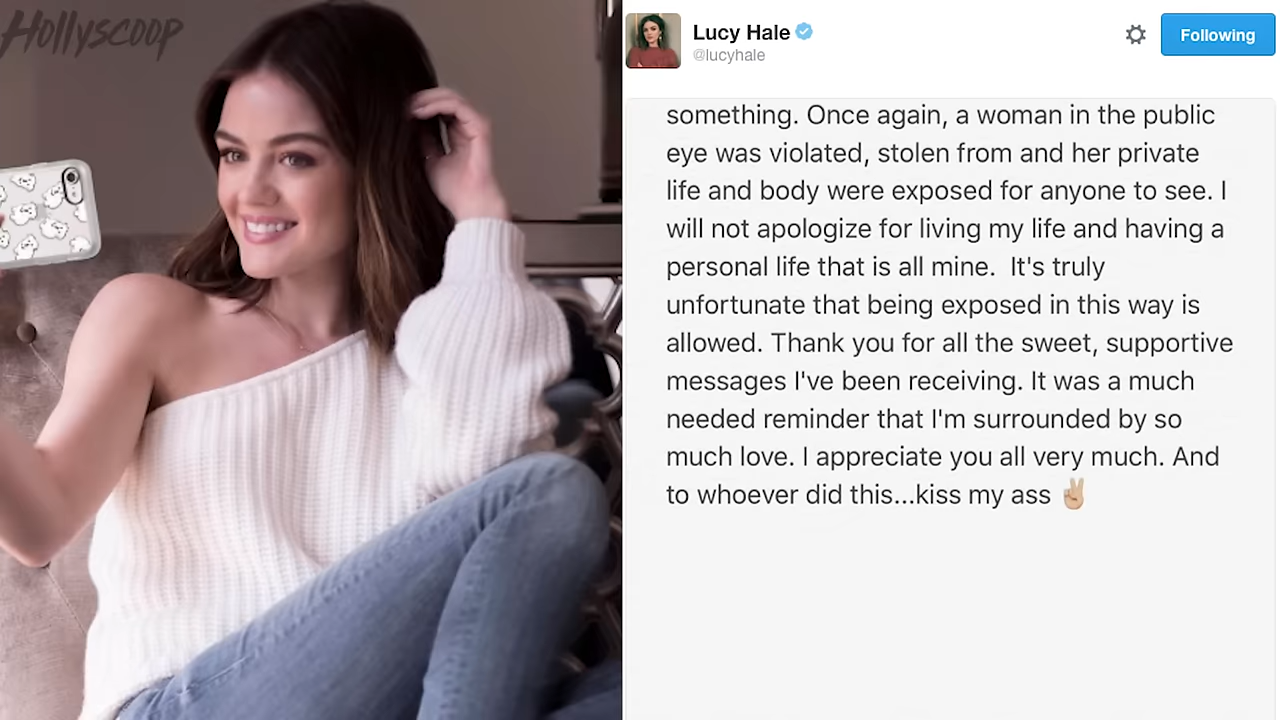 Hollyscoop
Lucy Hale
@lucyhale
Following
something. Once again, a woman in the public
eye was violated, stolen from and her private
life and body were exposed for anyone to see. I
will not apologize for living my life and having a
personal life that is all mine.  It's truly
unfortunate that being exposed in this way is
allowed. Thank you for all the sweet, supportive
messages I've been receiving. It was a much
needed reminder that I'm surrounded by so
much love. I appreciate you all very much. And
to whoever did this...kiss my ass ✌🏼